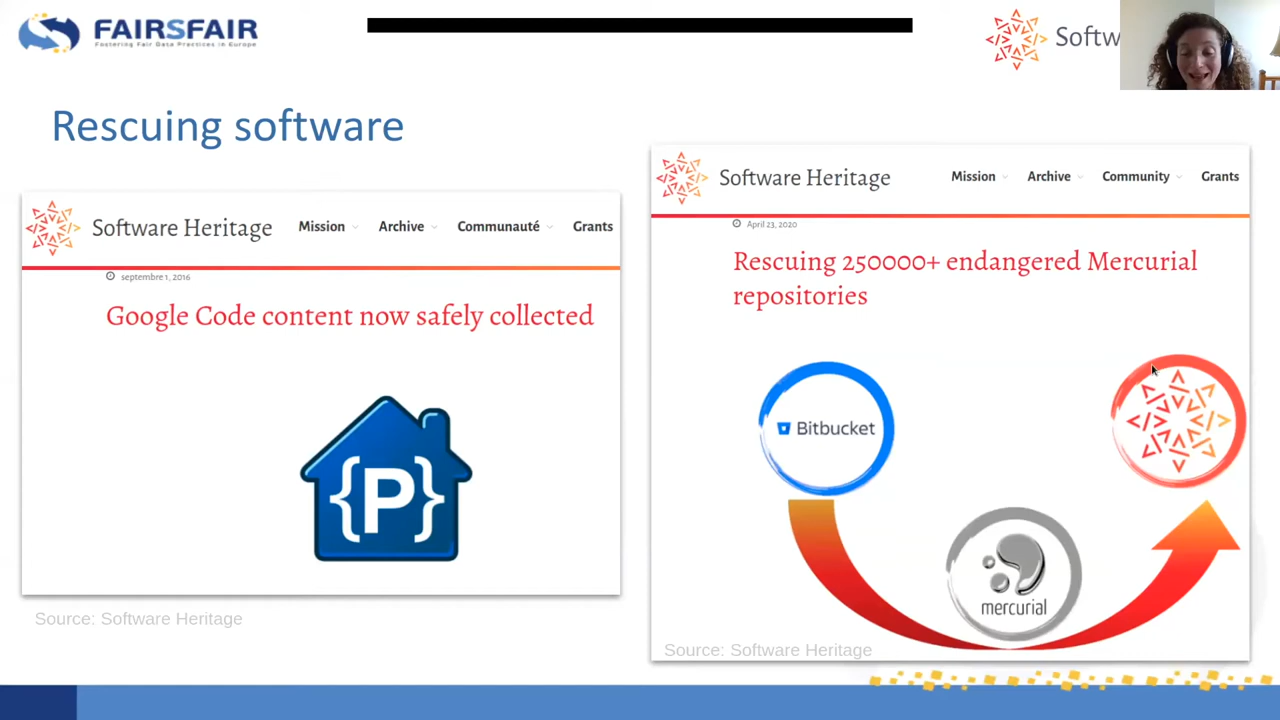 FAIRSFAIR
Fostering Fair Data Practices in Europe
Softw
Rescuing software
Software Heritage
Mission
Archive
Communauté
Grants
septembre 1, 2016
Google Code content now safely collected
{P}
Source: Software Heritage
Software Heritage
Mission
Archive
Community
Grants
April 23, 2020
Rescuing 250000+ endangered Mercurial
repositories
Bitbucket
mercurial
Source: Software Heritage